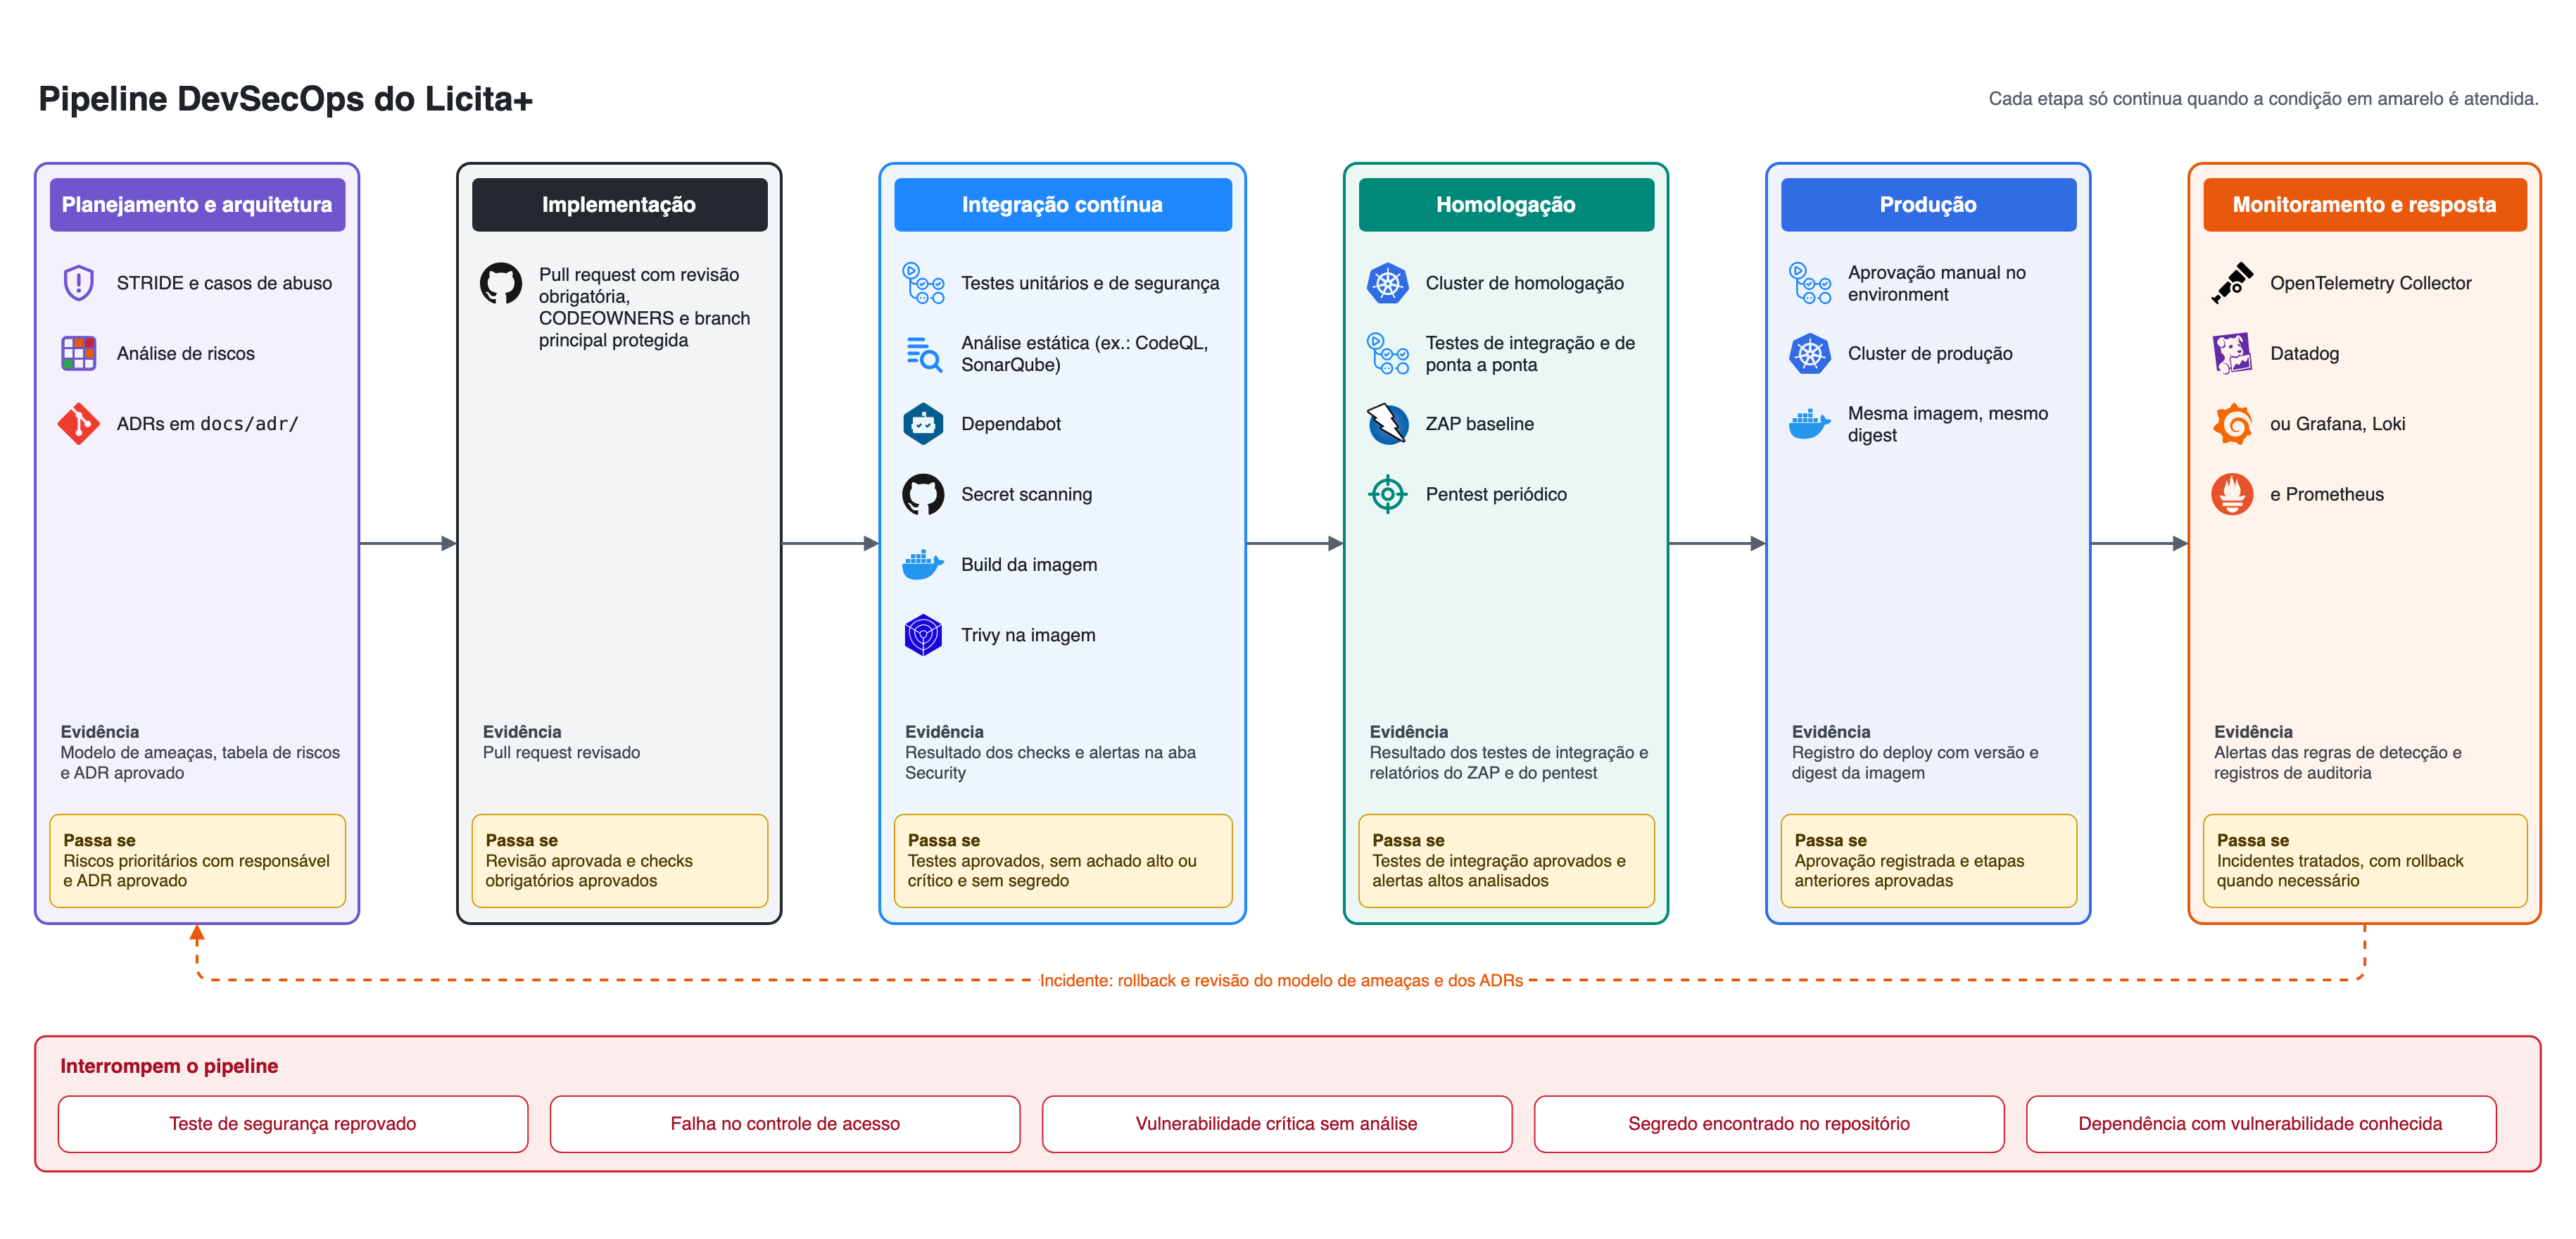 Pipeline DevSecOps do Licita+
Cada etapa só continua quando a condição em amarelo é atendida.
Planejamento e arquitetura
STRIDE e casos de abuso
Análise de riscos
ADRs em docs/adr/
Evidência
Modelo de ameaças, tabela de riscos
e ADR aprovado
Passa se
Riscos prioritários com responsável
e ADR aprovado
Implementação
Pull request com revisão
obrigatória,
CODEOWNERS e branch
principal protegida
Evidência
Pull request revisado
Passa se
Revisão aprovada e checks
obrigatórios aprovados
Integração contínua
Testes unitários e de segurança
Análise estática (ex.: CodeQL,
SonarQube)
Dependabot
Secret scanning
Build da imagem
Trivy na imagem
Evidência
Resultado dos checks e alertas na aba
Security
Passa se
Testes aprovados, sem achado alto ou
crítico e sem segredo
Homologação
Cluster de homologação
Testes de integração e de
ponta a ponta
ZAP baseline
Pentest periódico
Evidência
Resultado dos testes de integração e
relatórios do ZAP e do pentest
Passa se
Testes de integração aprovados e
alertas altos analisados
Produção
Aprovação manual no
environment
Cluster de produção
Mesma imagem, mesmo
digest
Evidência
Registro do deploy com versão e
digest da imagem
Passa se
Aprovação registrada e etapas
anteriores aprovadas
Monitoramento e resposta
OpenTelemetry Collector
Datadog
ou Grafana, Loki
e Prometheus
Evidência
Alertas das regras de detecção e
registros de auditoria
Passa se
Incidentes tratados, com rollback
quando necessário
Incidente: rollback e revisão do modelo de ameaças e dos ADRs
Interrompem o pipeline
Teste de segurança reprovado
Falha no controle de acesso
Vulnerabilidade crítica sem análise
Segredo encontrado no repositório
Dependência com vulnerabilidade conhecida